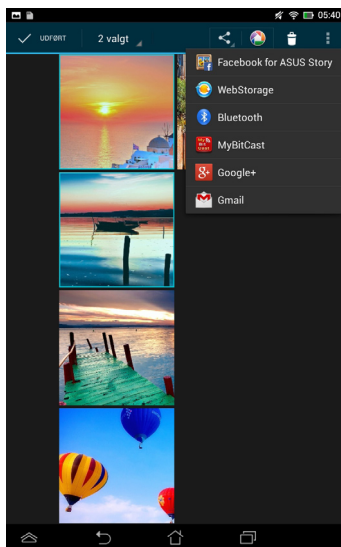 05:40
UDFØRT
2 valgt
Facebook for ASUS Story
WebStorage
Bluetooth
MyBitCast
Google+
Gmail